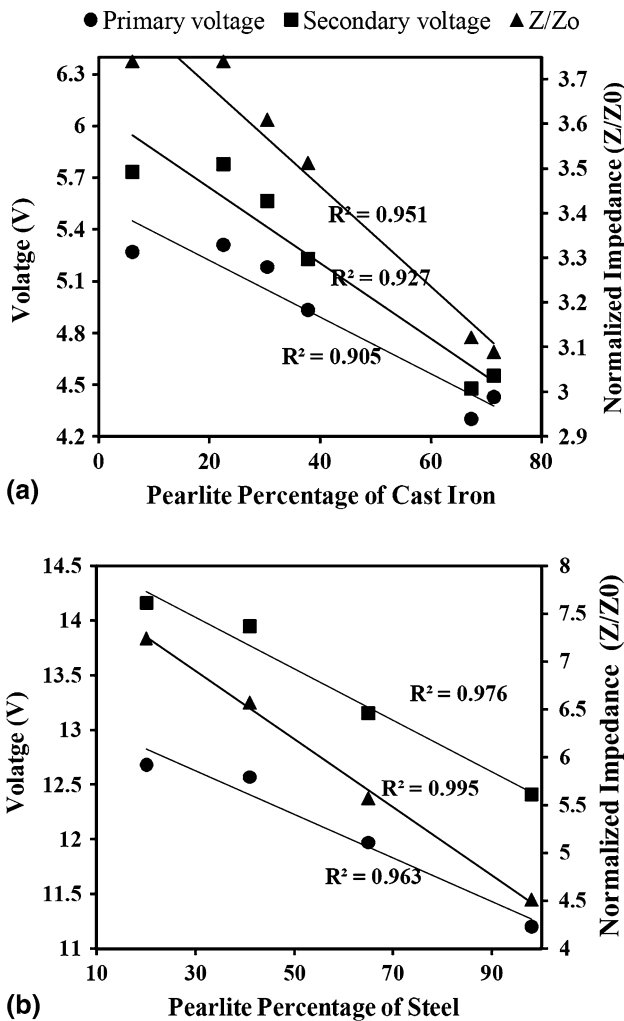 Primary voltage Secondary voltage Z/Zo
6.3
6
5.7
5.4
5.1
4.8
4.5
4.2
Volatge (V)
3.7
3.6
3.5
3.4
3.3
3.2
3.1
3
2.9
Normalized Impedance (Z/Z0)
R² = 0.951
R² = 0.927
R² = 0.905
0 20 40 60 80
(a) Pearlite Percentage of Cast Iron
14.5
14
13.5
13
12.5
12
11.5
11
Volatge (V)
8
7.5
7
6.5
6
5.5
5
4.5
4
Normalized Impedance (Z/Z0)
R² = 0.976
R² = 0.995
R² = 0.963
10 30 50 70 90
(b) Pearlite Percentage of Steel